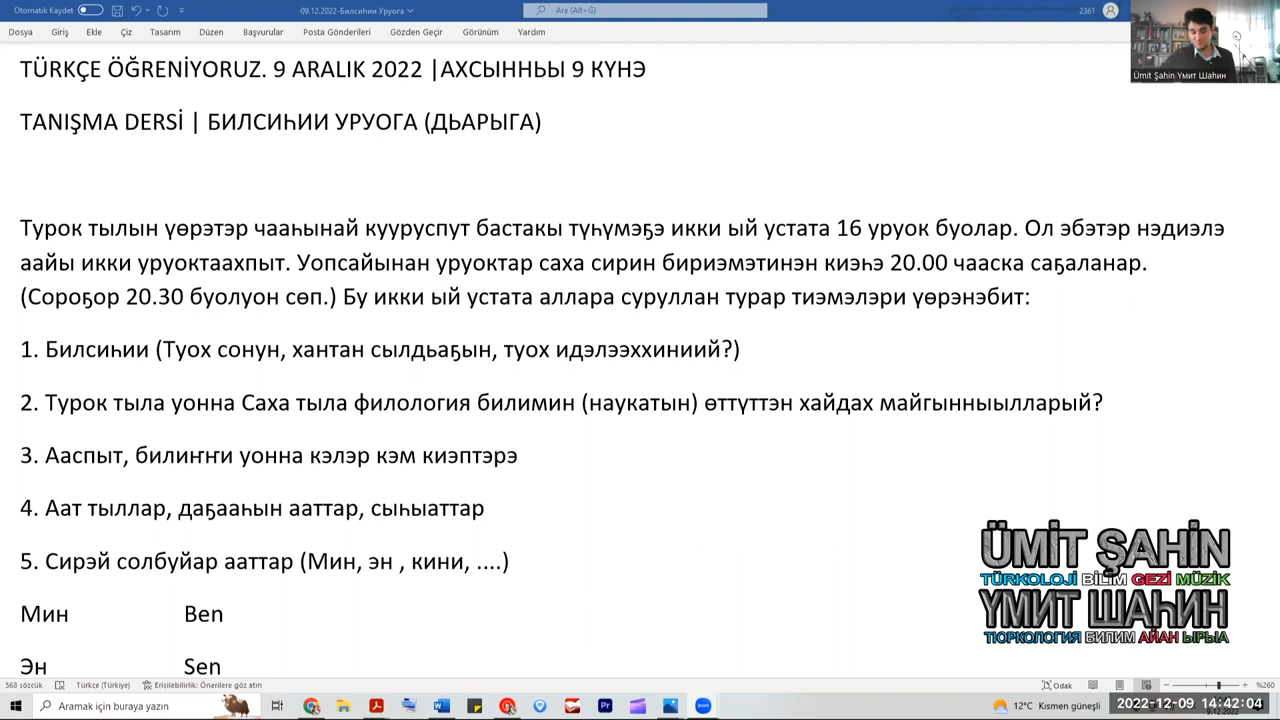 Otomatik Kaydet
09.12.2022-Билсиһии Уруога
Ara (Alt+Q)
2361
Dosya Giriş Ekle Çiz Tasarım Düzen Başvurular Posta Gönderileri Gözden Geçir Görünüm Yardım
Ümit Şahin Үмит Шаһин
TÜRKÇE ÖĞRENİYORUZ. 9 ARALIK 2022 |АХСЫННЬЫ 9 КҮНЭ
TANIŞMA DERSİ | БИЛСИҺИИ УРУОГА (ДЬАРЫГА)
Турок тылын үөрэтэр чааһынай кууруспут бастакы түһүмэҕэ икки ый устата 16 уруок буолар. Ол эбэтэр нэдиэлэ
аайы икки уруоктаахпыт. Уопсайынан уруоктар саха сирин бириэмэтинэн киэһэ 20.00 чааска саҕаланар.
(Сороҕор 20.30 буолуон сөп.) Бу икки ый устата аллара суруллан турар тиэмэлэри үөрэнэбит:
1. Билсиһии (Туох сонун, хантан сылдьаҕын, туох идэлээххиниий?)
2. Турок тыла уонна Саха тыла филология билимин (наукатын) өттүттэн хайдах майгынныылларый?
3. Ааспыт, билиҥҥи уонна кэлэр кэм киэптэрэ
4. Аат тыллар, даҕааһын ааттар, сыһыаттар
5. Сирэй солбуйар ааттар (Мин, эн , кини, ....)
Мин Ben
Эн Sen
ÜMİT ŞAHİN
TÜRKOLOJİ BİLİM GEZİ MÜZİK
ҮМИТ ШАҺИН
ТЮРКОЛОГИЯ БИЛИМ АЙАН ЫРЫА
568 sözcük Türkçe (Türkiye) Erişilebilirlik: Önerilere göz atın
Odak
%260
Aramak için buraya yazın
12°C Kısmen güneşli
2022-12-09 14:42:04